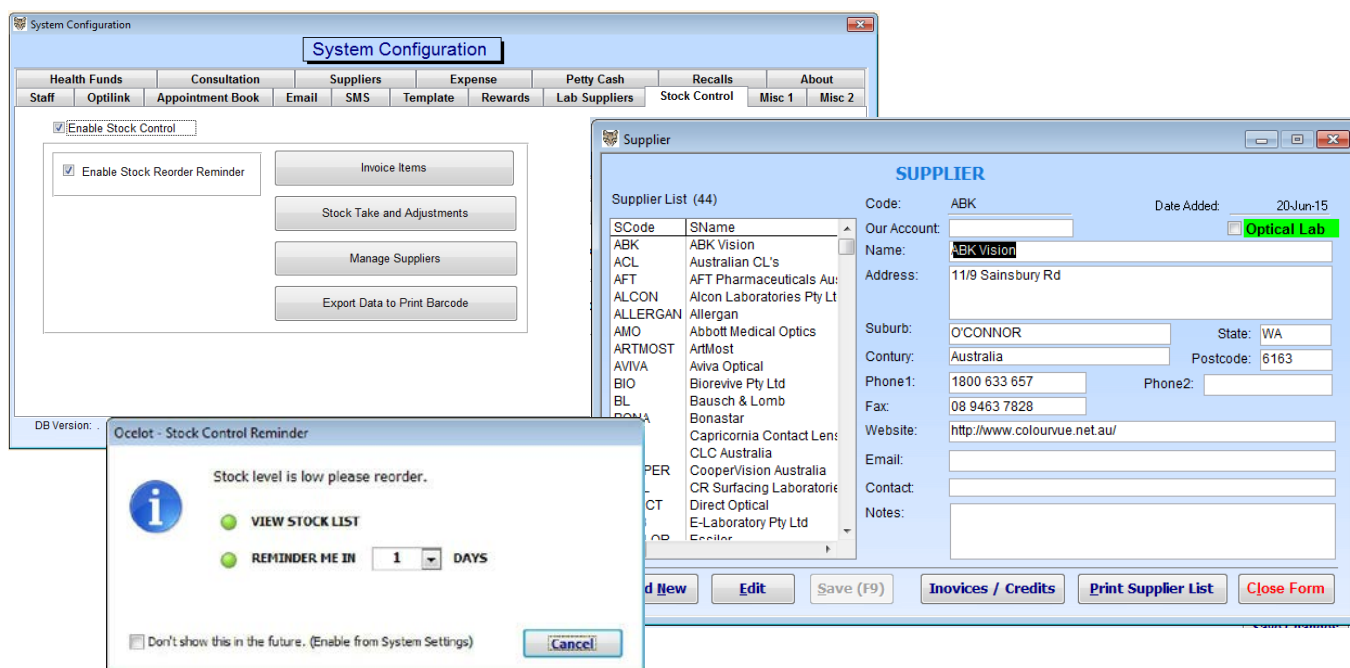 System Configuration
System Configuration
Health Funds Consultation Suppliers Expense Petty Cash Recalls About
Staff Optilink Appointment Book Email SMS Template Rewards Lab Suppliers Stock Control Misc 1 Misc 2
Enable Stock Control
Enable Stock Reorder Reminder
Invoice Items
Stock Take and Adjustments
Manage Suppliers
Export Data to Print Barcode
DB Version: .
Supplier
SUPPLIER
Supplier List (44)
SCode SName
ABK ABK Vision
ACL Australian CL's
AFT AFT Pharmaceuticals Au
ALCON Alcon Laboratories Pty Lt
ALLERGAN Allergan
AMO Abbott Medical Optics
ARTMOST ArtMost
AVIVA Aviva Optical
BIO Biorevive Pty Ltd
BL Bausch & Lomb
BONA Bonastar
Capricornia Contact Lens
CLC Australia
PER CooperVision Australia
CR Surfacing Laboratorie
CT Direct Optical
E-Laboratory Pty Ltd
OR Essilor
Code: ABK Date Added: 20-Jun-15
Our Account: Optical Lab
Name: ABK Vision
Address: 11/9 Sainsbury Rd
Suburb: O'CONNOR State: WA
Contury: Australia Postcode: 6163
Phone1: 1800 633 657 Phone2:
Fax: 08 9463 7828
Website: http://www.colourvue.net.au/
Email:
Contact:
Notes:
d New Edit Save (F9) Inovices / Credits Print Supplier List Close Form
Ocelot - Stock Control Reminder
Stock level is low please reorder.
VIEW STOCK LIST
REMINDER ME IN 1 DAYS
Don't show this in the future. (Enable from System Settings)
Cancel